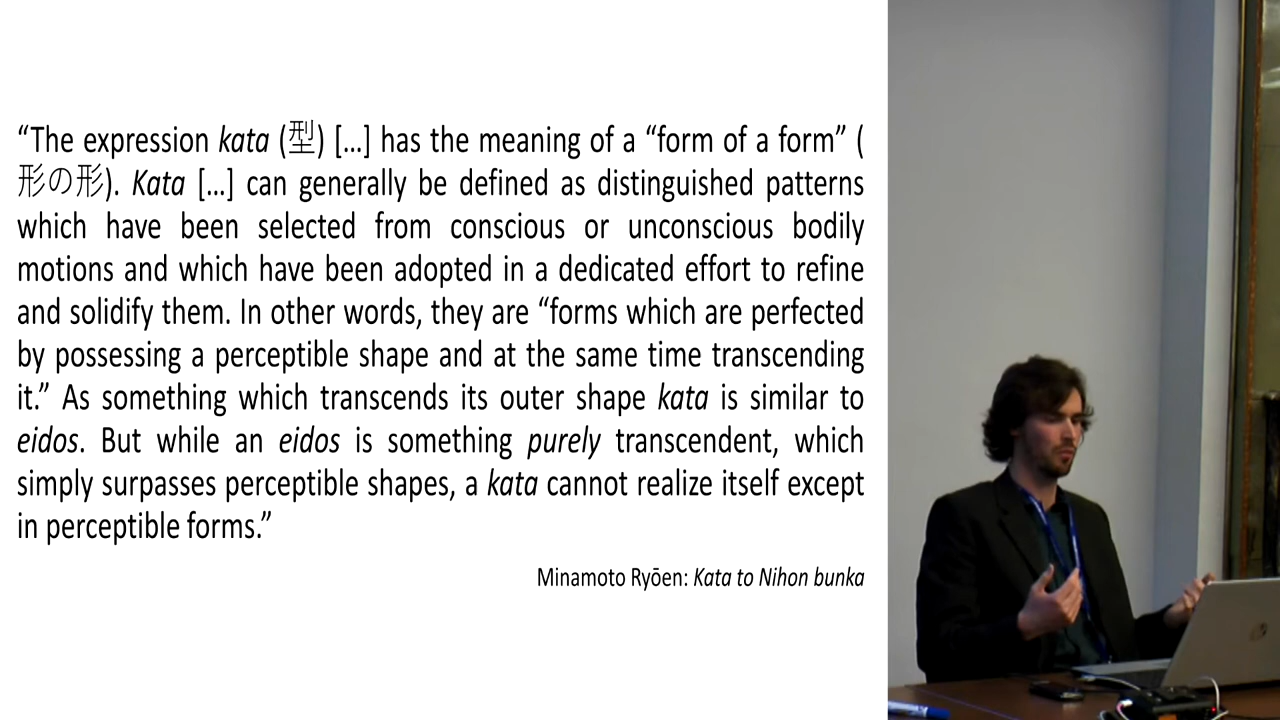 “The expression kata (型) [...] has the meaning of a “form of a form” (
形の形). Kata [...] can generally be defined as distinguished patterns
which have been selected from conscious or unconscious bodily
motions and which have been adopted in a dedicated effort to refine
and solidify them. In other words, they are “forms which are perfected
by possessing a perceptible shape and at the same time transcending
it.” As something which transcends its outer shape kata is similar to
eidos. But while an eidos is something purely transcendent, which
simply surpasses perceptible shapes, a kata cannot realize itself except
in perceptible forms.”
Minamoto Ryōen: Kata to Nihon bunka